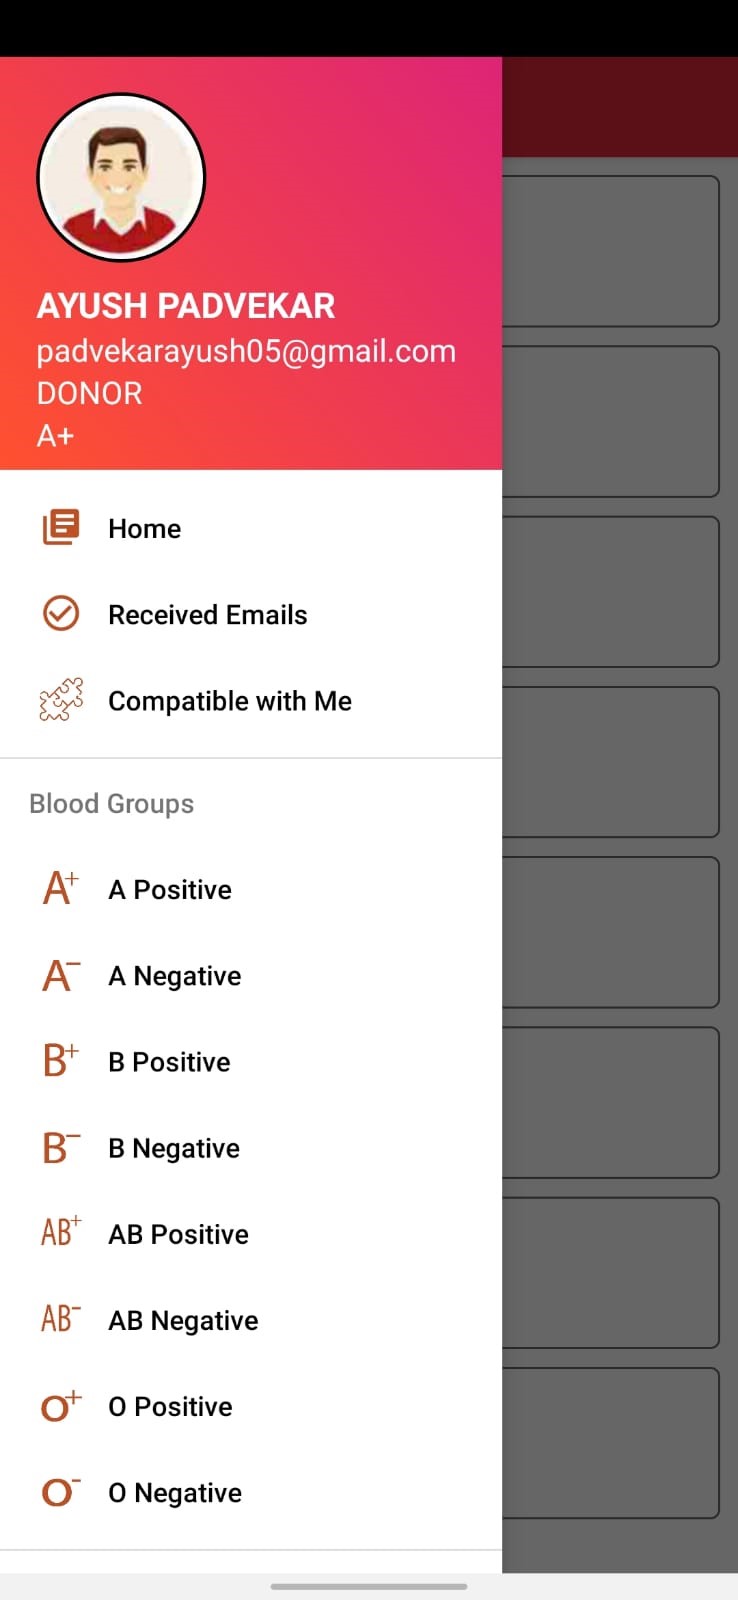 AYUSH PADVEKAR
padvekarayush05@gmail.com
DONOR
A+
Home
Received Emails
Compatible with Me
Blood Groups
A+ A Positive
A− A Negative
B+ B Positive
B− B Negative
AB+ AB Positive
AB− AB Negative
O+ O Positive
O− O Negative